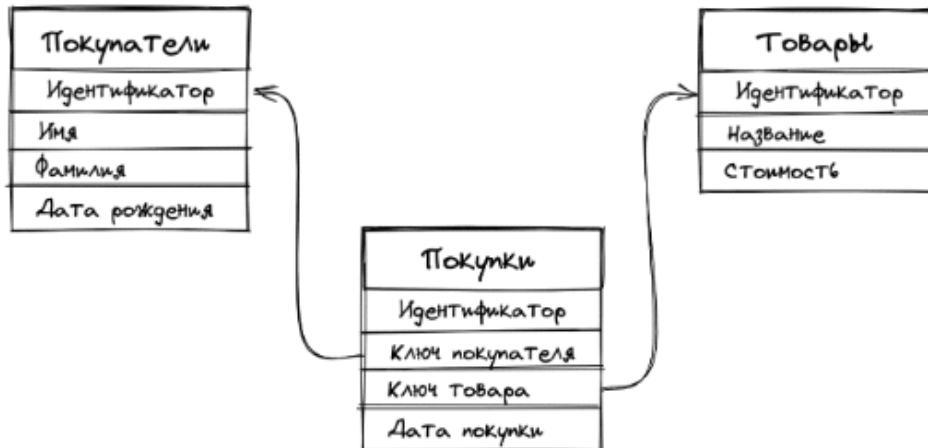 Покупатели
Идентификатор
Имя
Фамилия
Дата рождения
Товары
Идентификатор
Название
Стоимость
Покупки
Идентификатор
Ключ покупателя
Ключ товара
Дата покупки